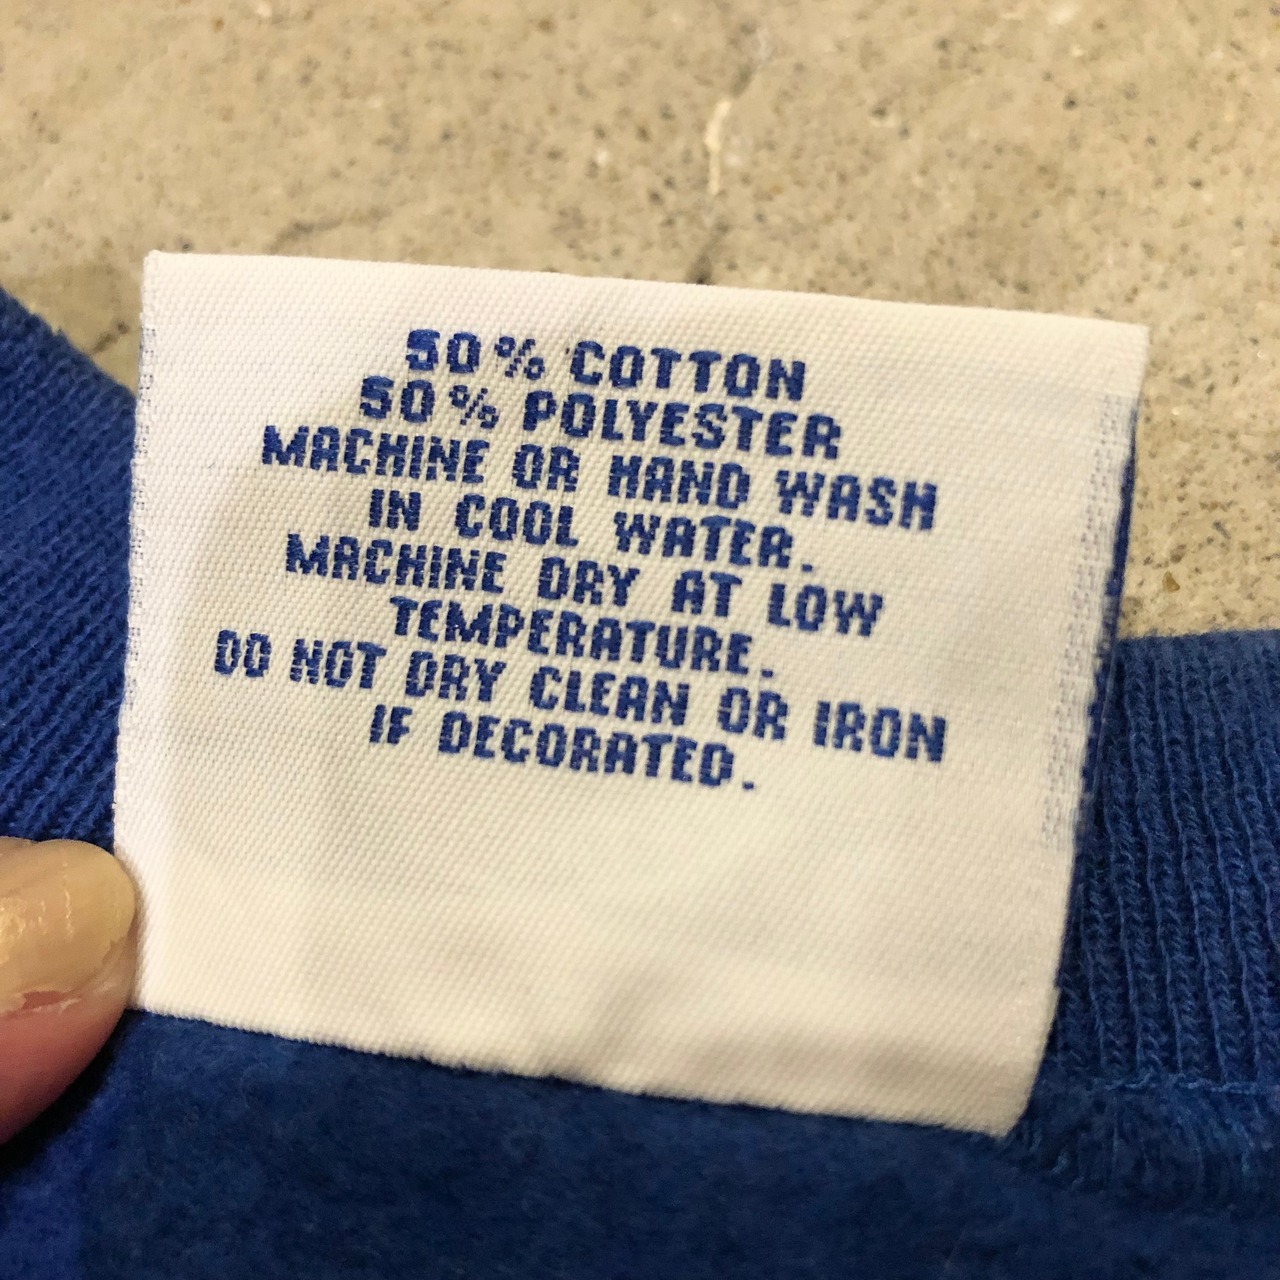 50% COTTON
50% POLYESTER
MACHINE OR HAND WASH
IN COOL WATER.
MACHINE DRY AT LOW
TEMPERATURE.
DO NOT DRY CLEAN OR IRON
IF DECORATED.